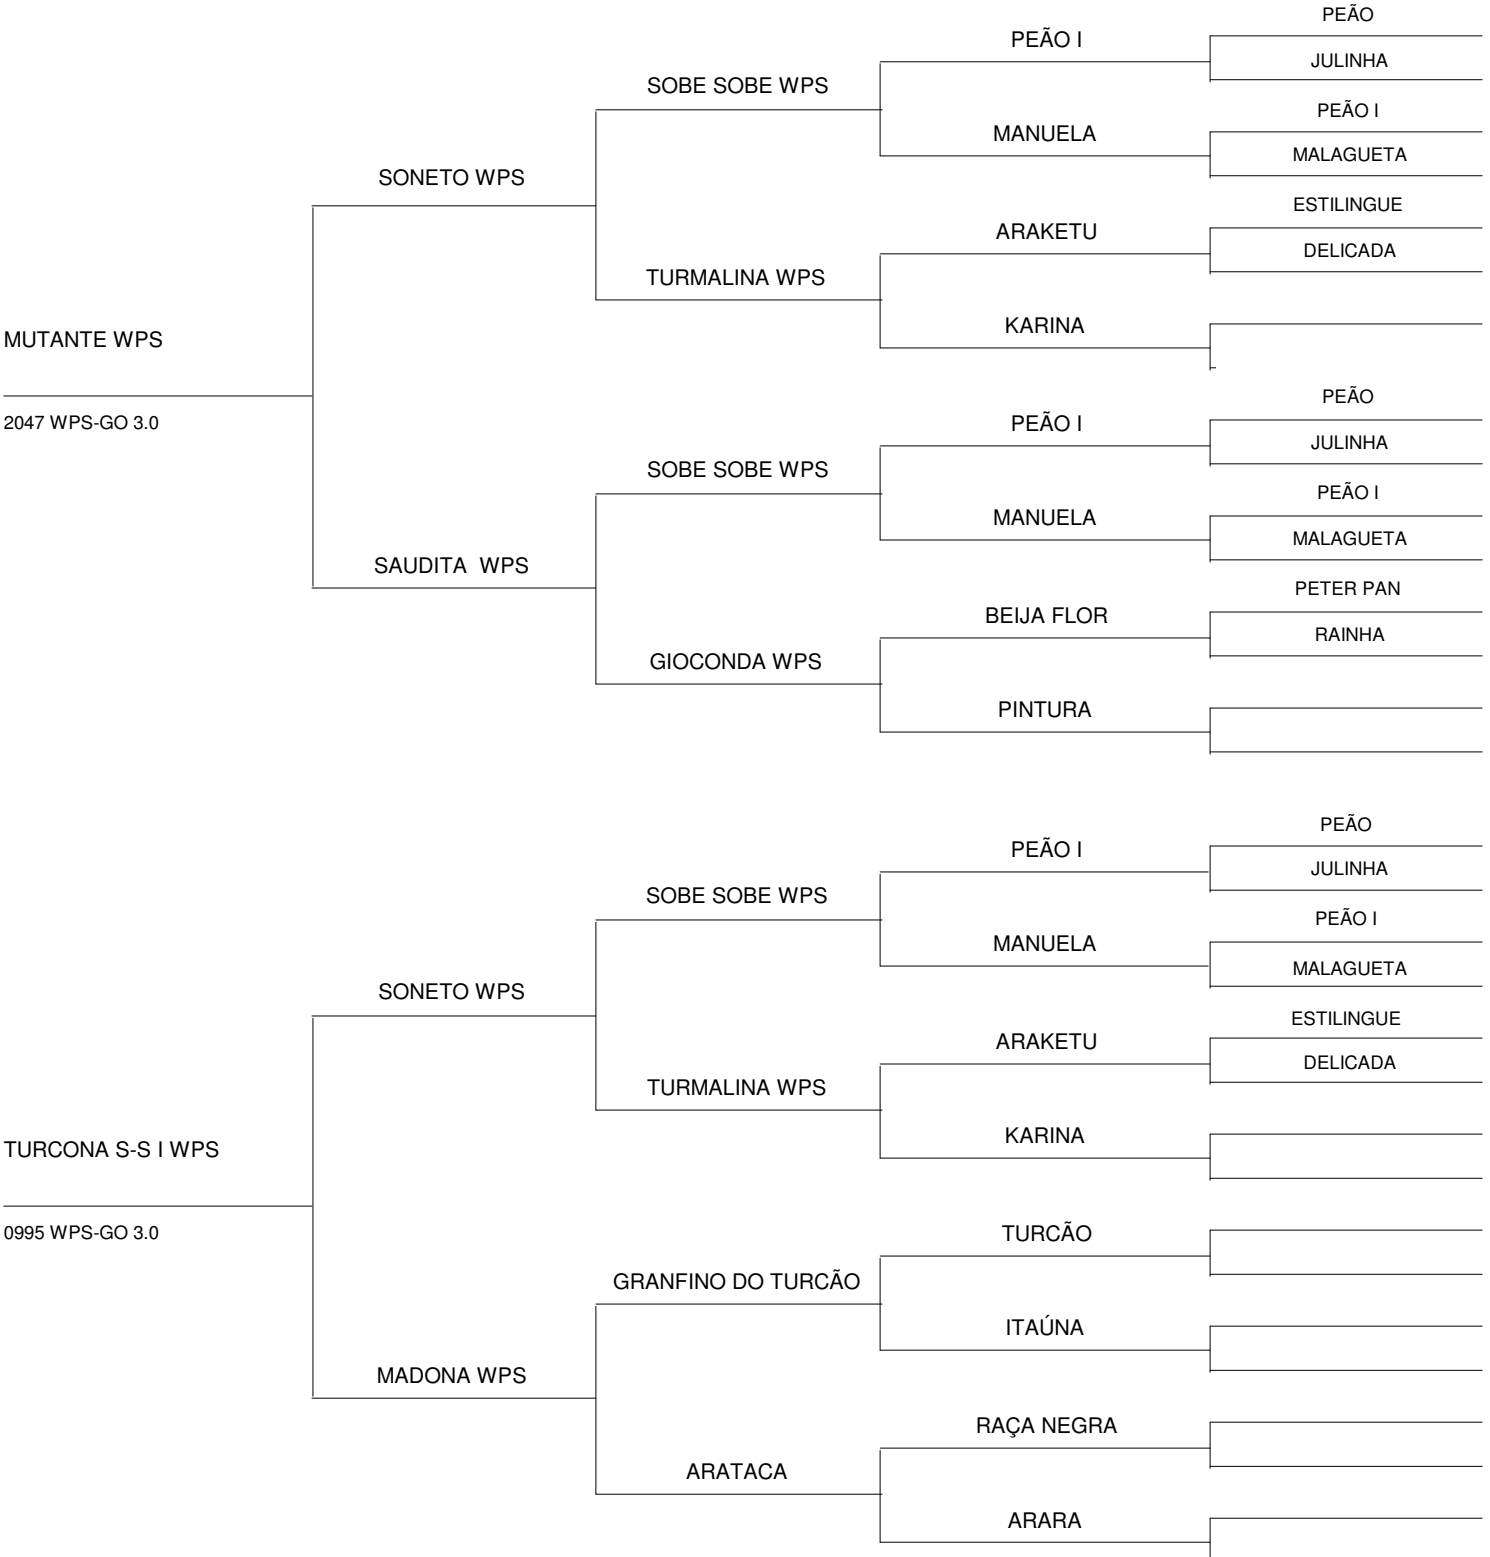 PEÃO
PEÃO I
JULINHA
SOBE SOBE WPS
PEÃO I
MANUELA
MALAGUETA
SONETO WPS
ESTILINGUE
ARAKETU
DELICADA
TURMALINA WPS
KARINA
MUTANTE WPS
PEÃO
2047 WPS-GO 3.0
PEÃO I
JULINHA
SOBE SOBE WPS
PEÃO I
MANUELA
MALAGUETA
SAUDITA  WPS
PETER PAN
BEIJA FLOR
RAINHA
GIOCONDA WPS
PINTURA
PEÃO
PEÃO I
JULINHA
SOBE SOBE WPS
PEÃO I
MANUELA
MALAGUETA
SONETO WPS
ESTILINGUE
ARAKETU
DELICADA
TURMALINA WPS
KARINA
TURCONA S-S I WPS
0995 WPS-GO 3.0
TURCÃO
GRANFINO DO TURCÃO
ITAÚNA
MADONA WPS
RAÇA NEGRA
ARATACA
ARARA